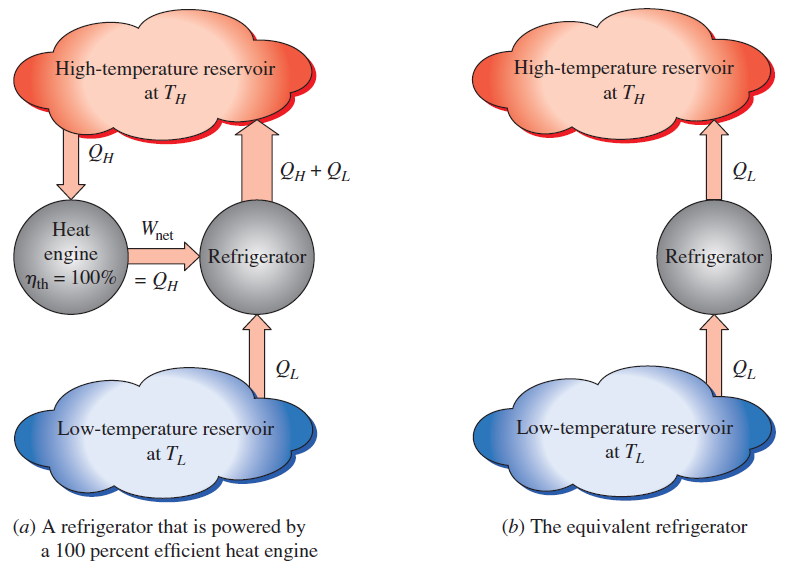 High-temperature reservoir
at T_H
Q_H
Q_H + Q_L
Heat
engine
η_th = 100%
W_net
= Q_H
Refrigerator
Q_L
Low-temperature reservoir
at T_L
(a) A refrigerator that is powered by
a 100 percent efficient heat engine
High-temperature reservoir
at T_H
Q_L
Refrigerator
Q_L
Low-temperature reservoir
at T_L
(b) The equivalent refrigerator